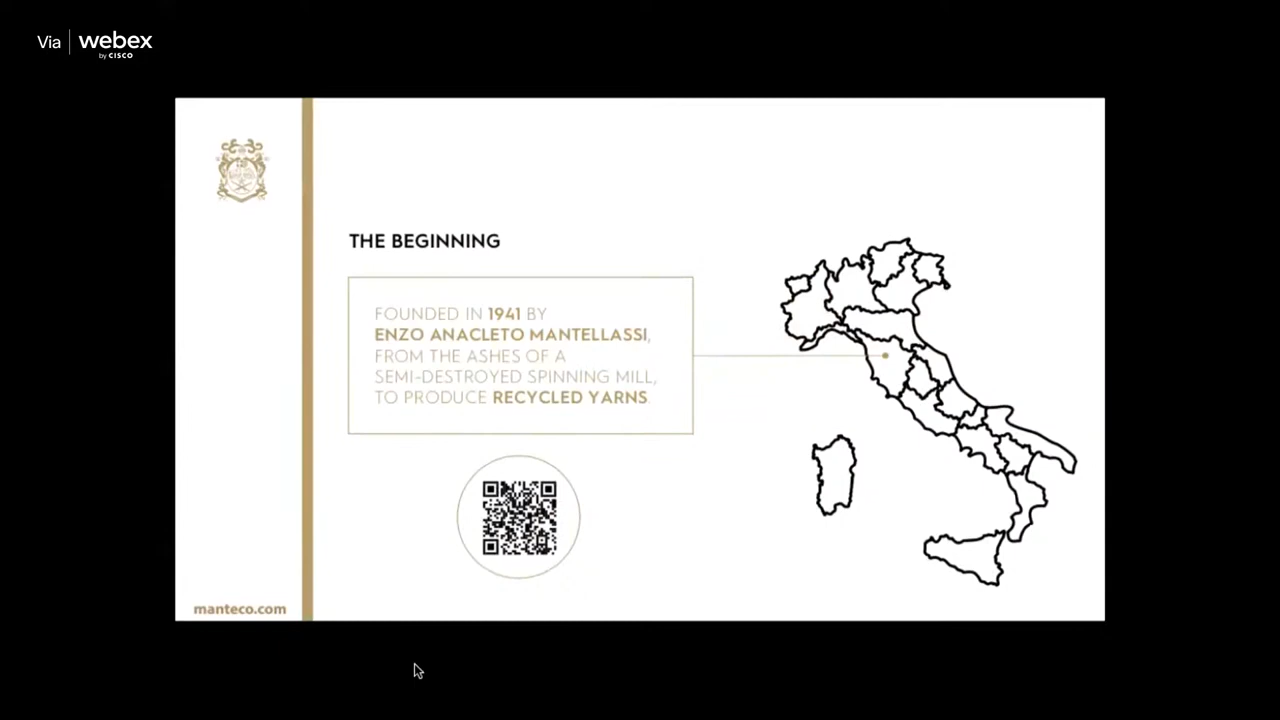 Via webex
by CISCO
THE BEGINNING
FOUNDED IN 1941 BY
ENZO ANACLETO MANTELLASSI,
FROM THE ASHES OF A
SEMI-DESTROYED SPINNING MILL,
TO PRODUCE RECYCLED YARNS.
manteco.com